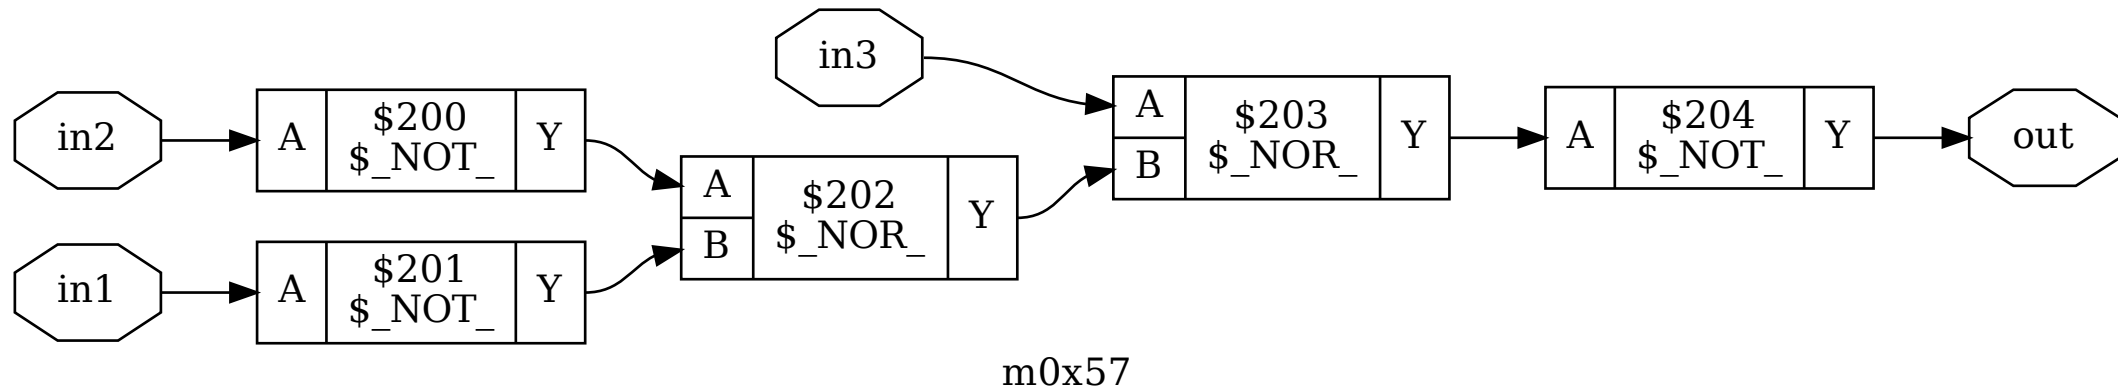 in3
in2
A
$200
$_NOT_
Y
in1
A
$201
$_NOT_
Y
A
B
$202
$_NOR_
Y
A
B
$203
$_NOR_
Y
A
$204
$_NOT_
Y
out
m0x57